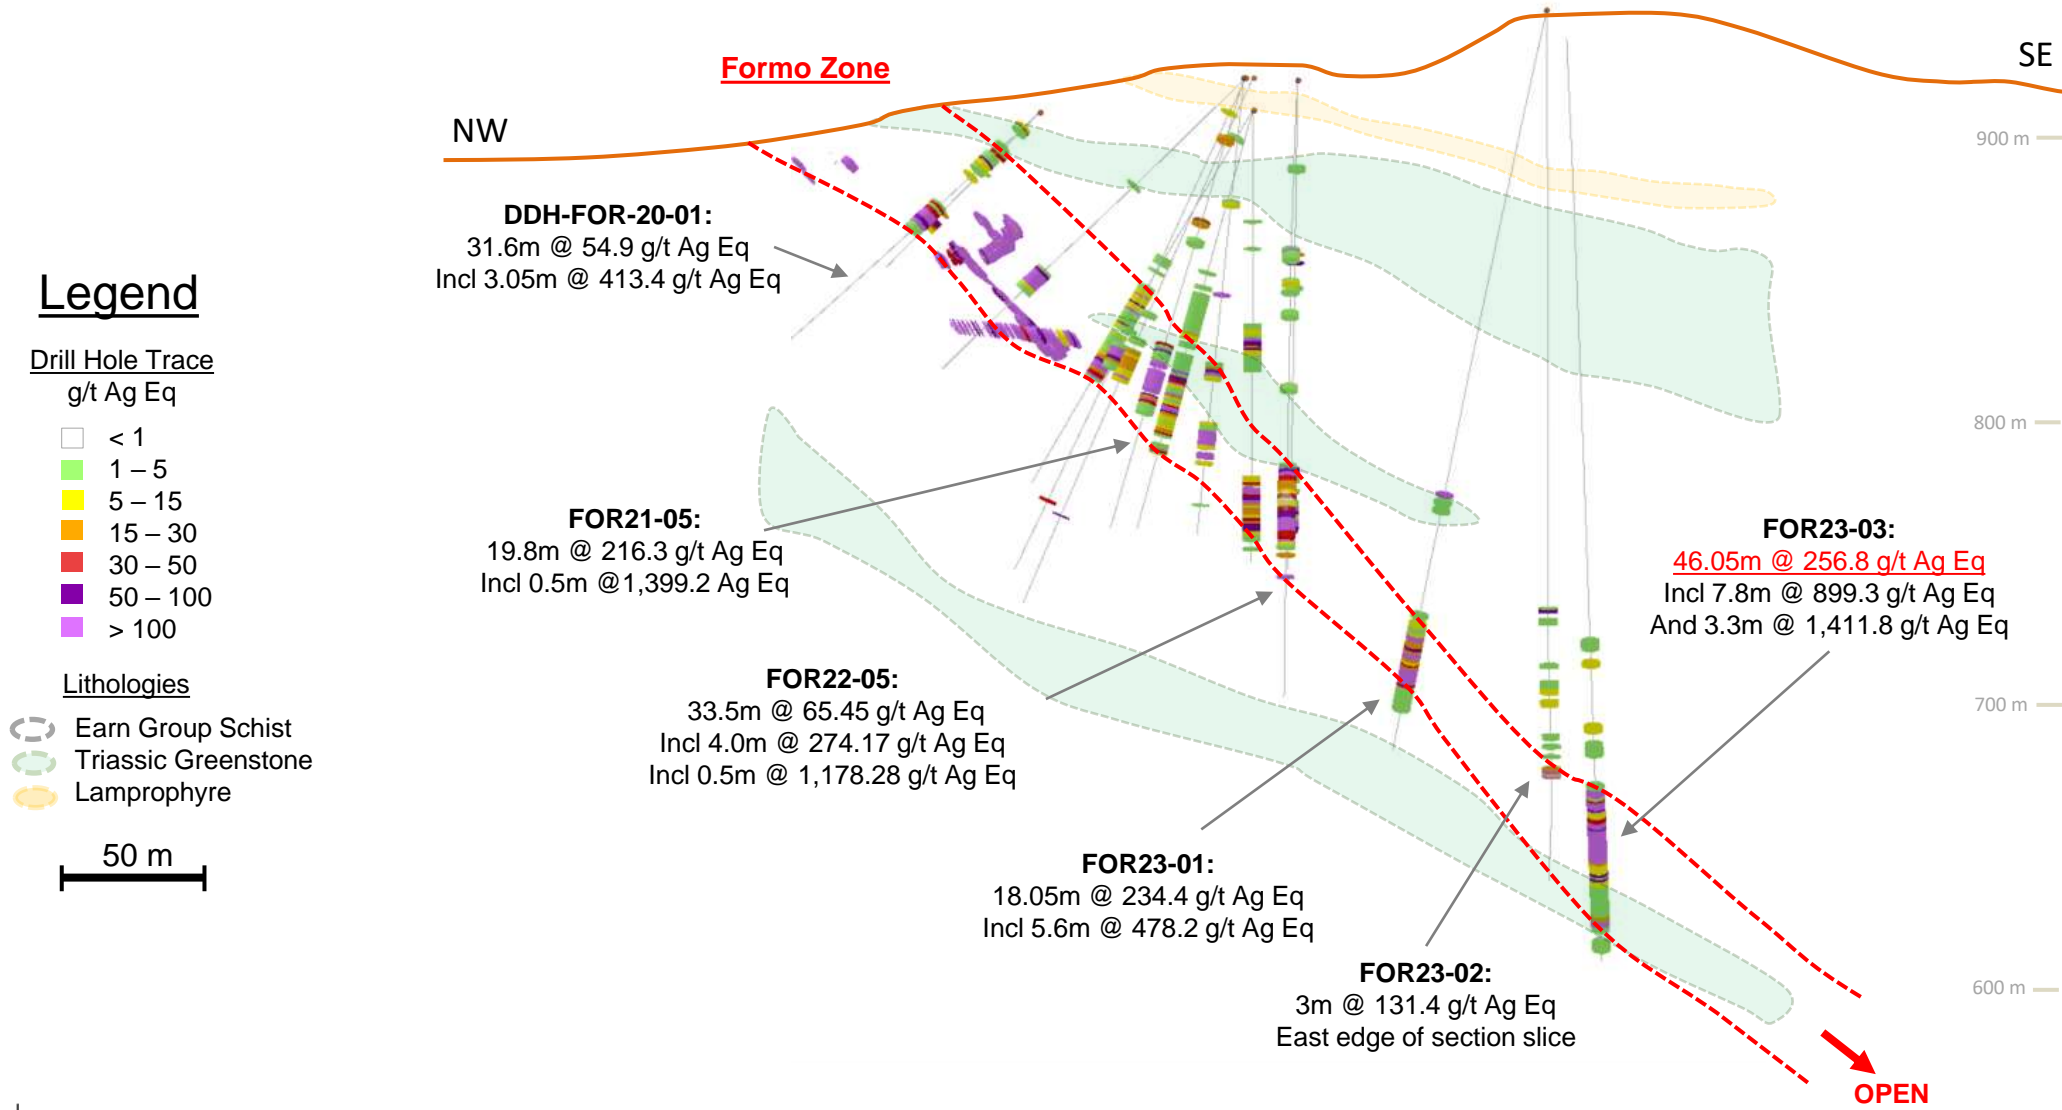 Formo Zone
SE
NW
900 m
DDH-FOR-20-01:
31.6m @ 54.9 g/t Ag Eq
Incl 3.05m @ 413.4 g/t Ag Eq
Legend
Drill Hole Trace
g/t Ag Eq
< 1
1 – 5
5 – 15
15 – 30
30 – 50
50 – 100
> 100
Lithologies
Earn Group Schist
Triassic Greenstone
Lamprophyre
50 m
800 m
FOR21-05:
19.8m @ 216.3 g/t Ag Eq
Incl 0.5m @1,399.2 Ag Eq
FOR23-03:
46.05m @ 256.8 g/t Ag Eq
Incl 7.8m @ 899.3 g/t Ag Eq
And 3.3m @ 1,411.8 g/t Ag Eq
FOR22-05:
33.5m @ 65.45 g/t Ag Eq
Incl 4.0m @ 274.17 g/t Ag Eq
Incl 0.5m @ 1,178.28 g/t Ag Eq
700 m
FOR23-01:
18.05m @ 234.4 g/t Ag Eq
Incl 5.6m @ 478.2 g/t Ag Eq
FOR23-02:
3m @ 131.4 g/t Ag Eq
East edge of section slice
600 m
OPEN